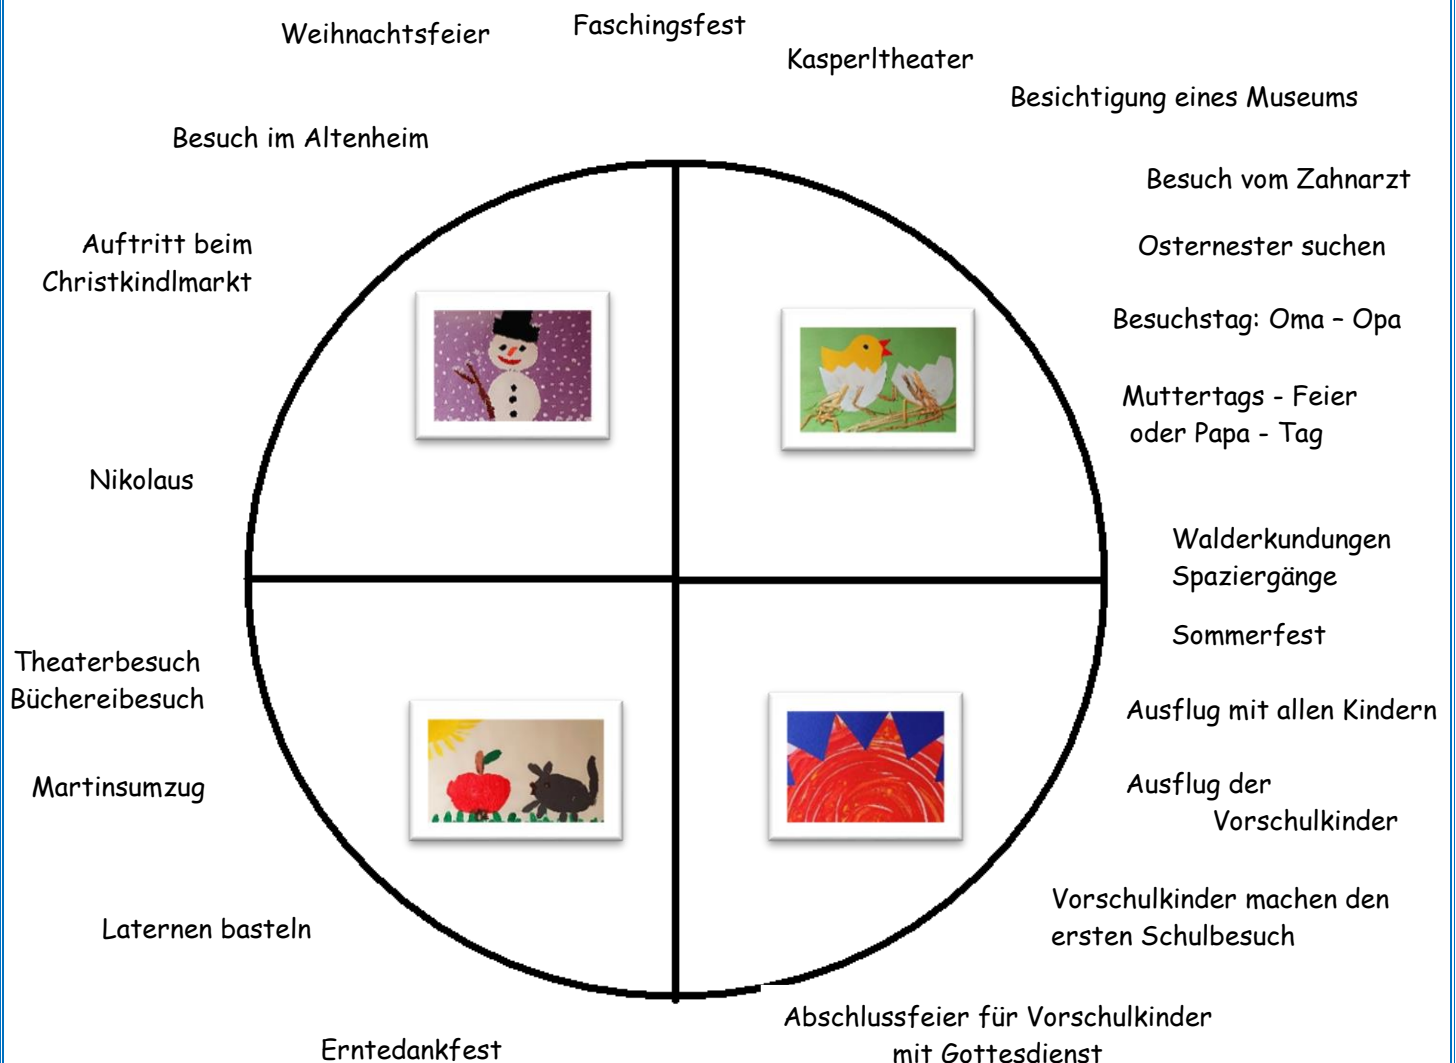 Faschingsfest
Weihnachtsfeier
Kasperltheater
Besichtigung eines Museums
Besuch im Altenheim
Besuch vom Zahnarzt
Auftritt beim
Christkindlmarkt
Osternester suchen
Besuchstag: Oma – Opa
Muttertags - Feier
oder Papa - Tag
Nikolaus
Walderkundungen
Spaziergänge
Sommerfest
Theaterbesuch
Büchereibesuch
Ausflug mit allen Kindern
Martinsumzug
Ausflug der
Vorschulkinder
Vorschulkinder machen den
ersten Schulbesuch
Laternen basteln
Abschlussfeier für Vorschulkinder
mit Gottesdienst
Erntedankfest